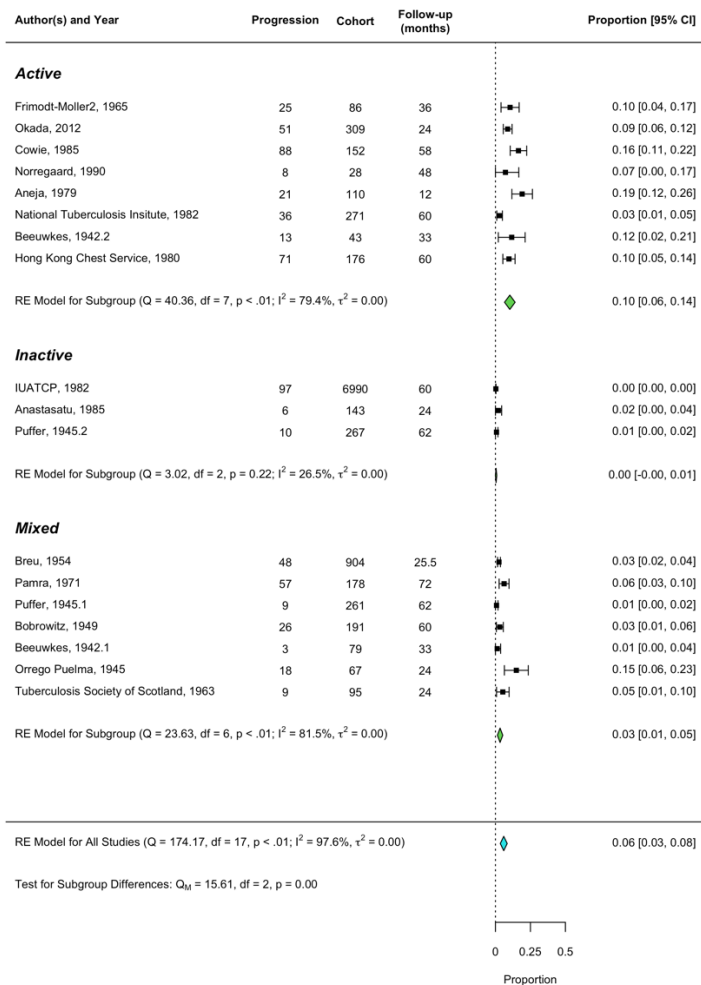 Author(s) and Year Progression Cohort Follow-up (months) Proportion [95% CI]
Active
Frimodt-Moller2, 1965 25 86 36 0.10 [0.04, 0.17]
Okada, 2012 51 309 24 0.09 [0.06, 0.12]
Cowie, 1985 88 152 58 0.16 [0.11, 0.22]
Norregaard, 1990 8 28 48 0.07 [0.00, 0.17]
Aneja, 1979 21 110 12 0.19 [0.12, 0.26]
National Tuberculosis Insitute, 1982 36 271 60 0.03 [0.01, 0.05]
Beeuwkes, 1942.2 13 43 33 0.12 [0.02, 0.21]
Hong Kong Chest Service, 1980 71 176 60 0.10 [0.05, 0.14]
RE Model for Subgroup (Q = 40.36, df = 7, p < .01; I² = 79.4%, τ² = 0.00) 0.10 [0.06, 0.14]
Inactive
IUATCP, 1982 97 6990 60 0.00 [0.00, 0.00]
Anastasatu, 1985 6 143 24 0.02 [0.00, 0.04]
Puffer, 1945.2 10 267 62 0.01 [0.00, 0.02]
RE Model for Subgroup (Q = 3.02, df = 2, p = 0.22; I² = 26.5%, τ² = 0.00) 0.00 [-0.00, 0.01]
Mixed
Breu, 1954 48 904 25.5 0.03 [0.02, 0.04]
Pamra, 1971 57 178 72 0.06 [0.03, 0.10]
Puffer, 1945.1 9 261 62 0.01 [0.00, 0.02]
Bobrowitz, 1949 26 191 60 0.03 [0.01, 0.06]
Beeuwkes, 1942.1 3 79 33 0.01 [0.00, 0.04]
Orrego Puelma, 1945 18 67 24 0.15 [0.06, 0.23]
Tuberculosis Society of Scotland, 1963 9 95 24 0.05 [0.01, 0.10]
RE Model for Subgroup (Q = 23.63, df = 6, p < .01; I² = 81.5%, τ² = 0.00) 0.03 [0.01, 0.05]
RE Model for All Studies (Q = 174.17, df = 17, p < .01; I² = 97.6%, τ² = 0.00) 0.06 [0.03, 0.08]
Test for Subgroup Differences: Q_M = 15.61, df = 2, p = 0.00
0 0.25 0.5
Proportion